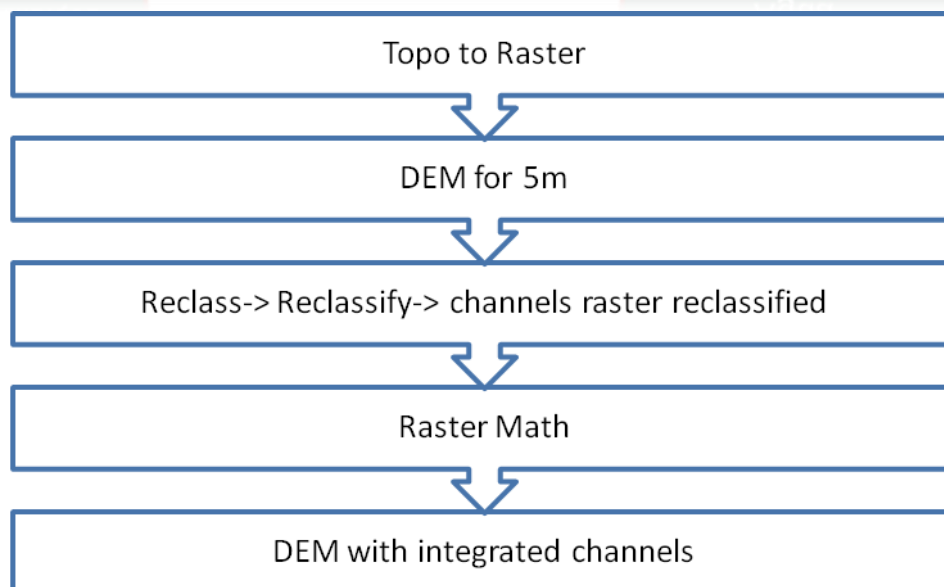 Topo to Raster
DEM for 5m
Reclass-> Reclassify-> channels raster reclassified
Raster Math
DEM with integrated channels